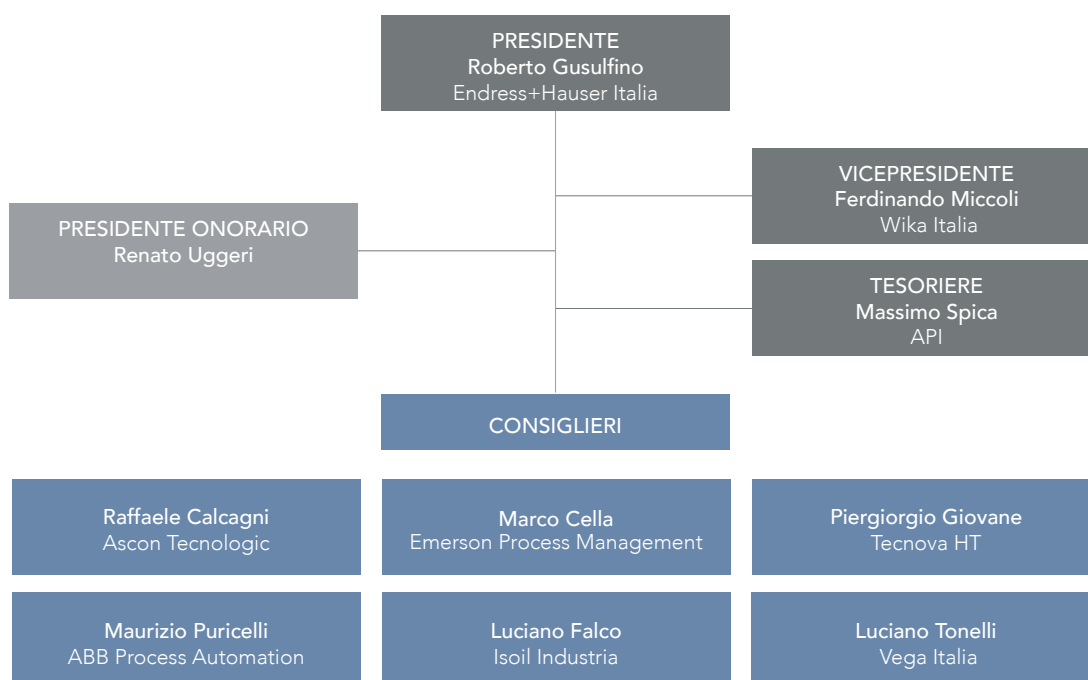 PRESIDENTE
Roberto Gusulfino
Endress+Hauser Italia
VICEPRESIDENTE
Ferdinando Miccoli
Wika Italia
PRESIDENTE ONORARIO
Renato Uggeri
TESORIERE
Massimo Spica
API
CONSIGLIERI
Raffaele Calcagni
Ascon Tecnologic
Marco Cella
Emerson Process Management
Piergiorgio Giovane
Tecnova HT
Maurizio Puricelli
ABB Process Automation
Luciano Falco
Isoil Industria
Luciano Tonelli
Vega Italia